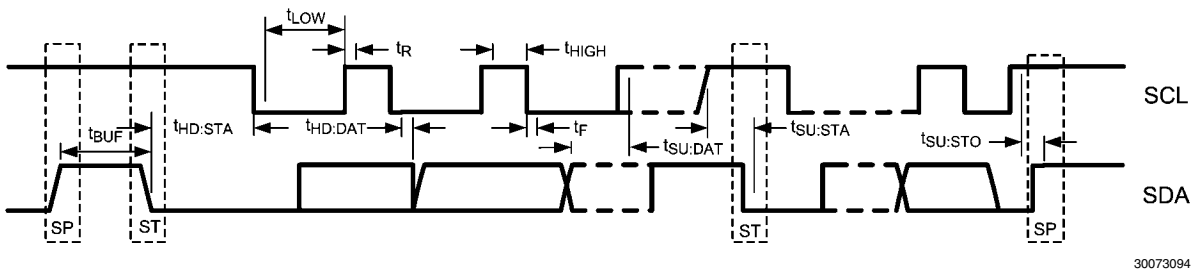 tLOW
tR
tHIGH
SCL
tBUF
tHD:STA
tHD:DAT
tF
tSU:DAT
tSU:STA
tSU:STO
SDA
SP
ST
ST
SP
30073094